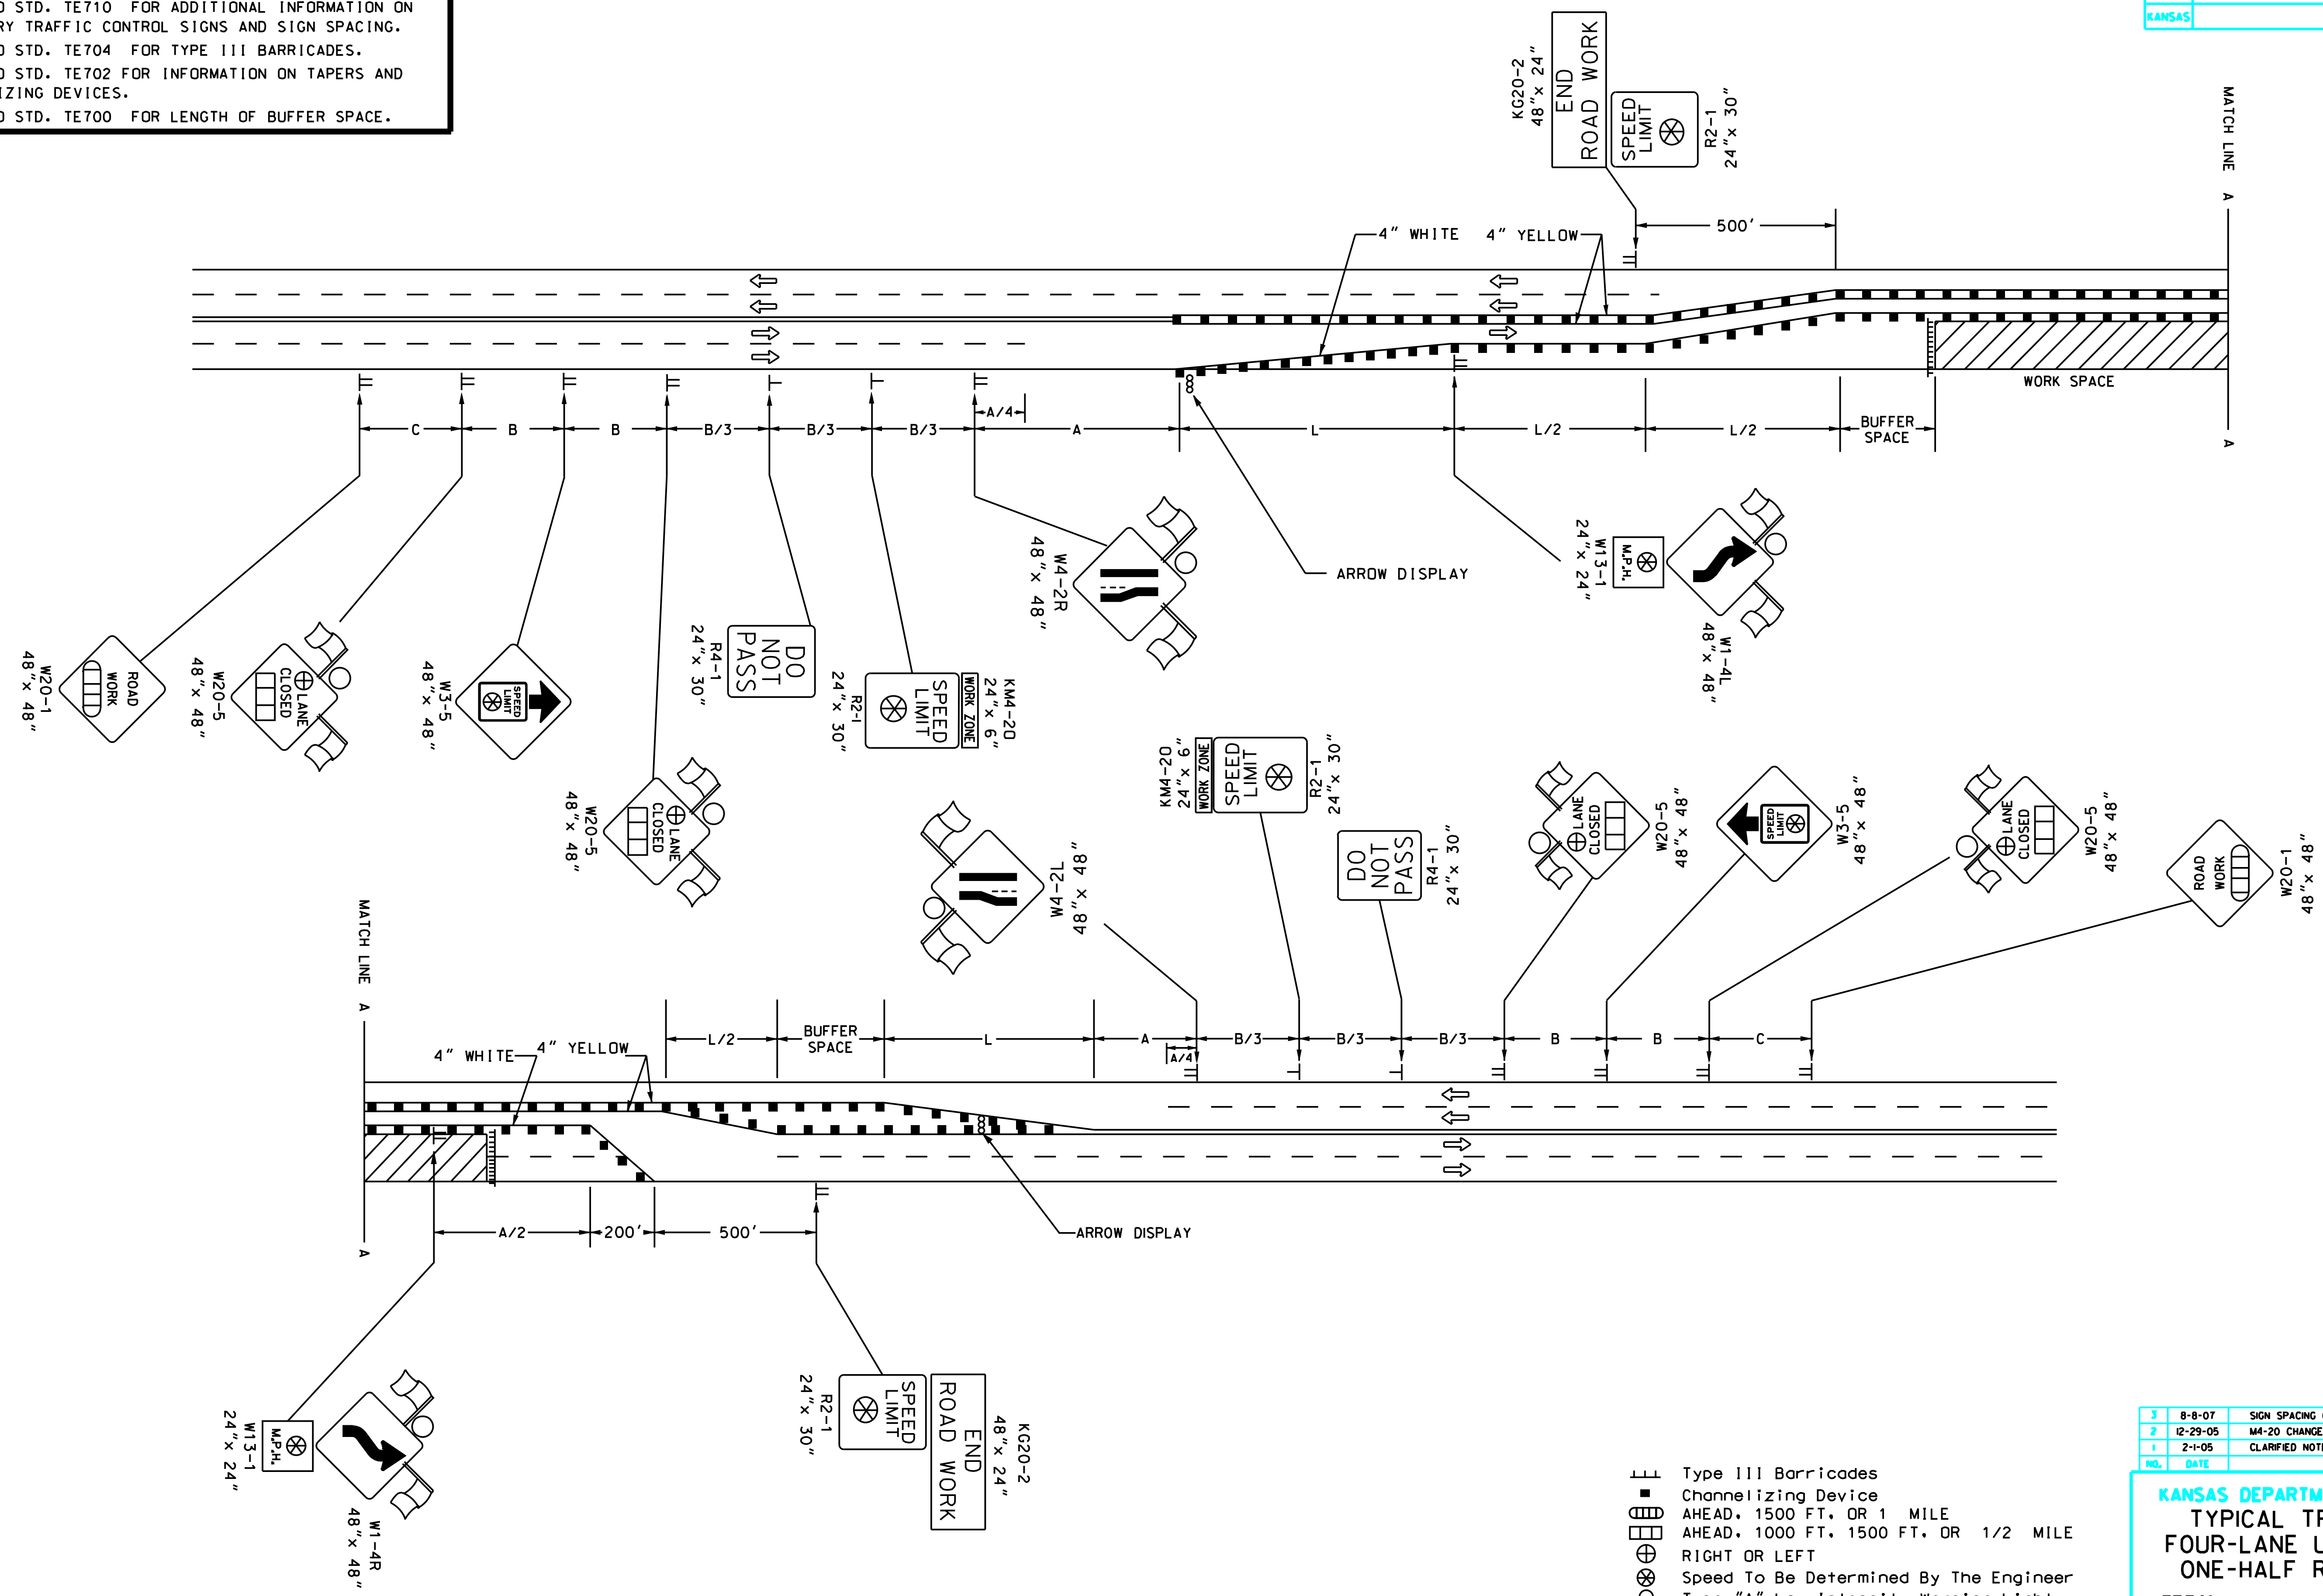 STD. TE710 FOR ADDITIONAL INFORMATION ON
TRAFFIC CONTROL SIGNS AND SIGN SPACING.
STD. TE704 FOR TYPE III BARRICADES.
STD. TE702 FOR INFORMATION ON TAPERS AND
DEVICES.
STD. TE700 FOR LENGTH OF BUFFER SPACE.
KANSAS
KG20-2
48"x 24"
END
ROAD WORK
SPEED
LIMIT
R2-1
24"x 30"
MATCH LINE A
4" WHITE
4" YELLOW
500'
WORK SPACE
C
B
B
B/3
B/3
B/3
A/4
A
L
L/2
L/2
BUFFER
SPACE
A
ARROW DISPLAY
W4-2R
48"x 48"
M.P.H.
W13-1
24"x 24"
W1-4L
48"x 48"
ROAD
WORK
W20-1
48"x 48"
LANE
CLOSED
W20-5
48"x 48"
SPEED
LIMIT
W3-5
48"x 48"
LANE
CLOSED
W20-5
48"x 48"
DO
NOT
PASS
R4-1
24"x 30"
KM4-20
24"x 6"
WORK ZONE
SPEED
LIMIT
R2-1
24"x 30"
W4-2L
48"x 48"
KM4-20
24"x 6"
WORK ZONE
SPEED
LIMIT
R2-1
24"x 30"
DO
NOT
PASS
R4-1
24"x 30"
LANE
CLOSED
W20-5
48"x 48"
SPEED
LIMIT
W3-5
48"x 48"
LANE
CLOSED
W20-5
48"x 48"
ROAD
WORK
W20-1
48"x 48"
MATCH LINE A
4" WHITE
4" YELLOW
L/2
BUFFER
SPACE
L
A
A/4
B/3
B/3
B/3
B
B
C
A
A/2
200'
500'
ARROW DISPLAY
M.P.H.
W13-1
24"x 24"
W1-4R
48"x 48"
SPEED
LIMIT
R2-1
24"x 30"
END
ROAD WORK
KG20-2
48"x 24"
Type III Barricades
Channelizing Device
AHEAD. 1500 FT. OR 1 MILE
AHEAD. 1000 FT. 1500 FT. OR 1/2 MILE
RIGHT OR LEFT
Speed To Be Determined By The Engineer
3 8-8-07 SIGN SPACING
2 12-29-05 M4-20 CHANGE
1 2-1-05 CLARIFIED
NO. DATE
KANSAS
TYPICAL
FOUR-LANE
ONE-HALF